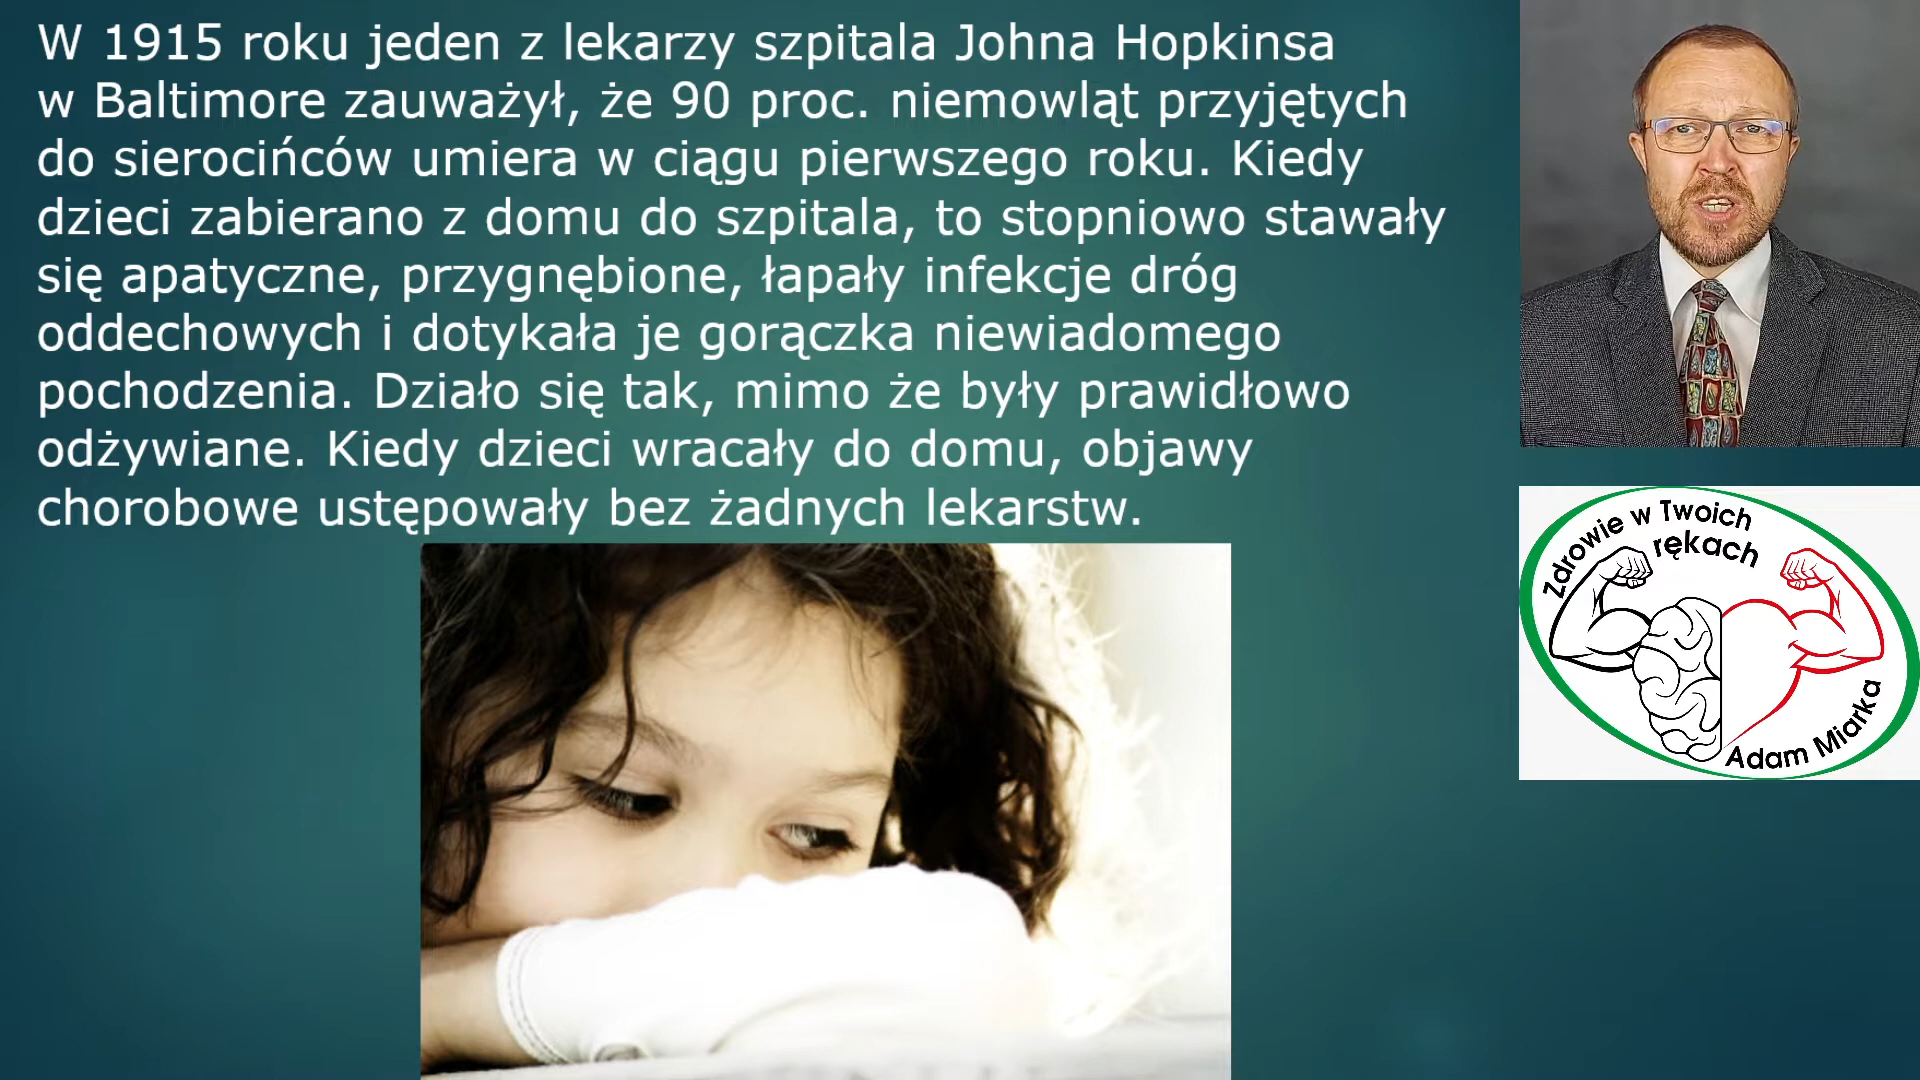 W 1915 roku jeden z lekarzy szpitala Johna Hopkinsa
w Baltimore zauważył, że 90 proc. niemowląt przyjętych
do sierocińców umiera w ciągu pierwszego roku. Kiedy
dzieci zabierano z domu do szpitala, to stopniowo stawały
się apatyczne, przygnębione, łapały infekcje dróg
oddechowych i dotykała je gorączka niewiadomego
pochodzenia. Działo się tak, mimo że były prawidłowo
odżywiane. Kiedy dzieci wracały do domu, objawy
chorobowe ustępowały bez żadnych lekarstw.
Zdrowie w Twoich
rękach
Adam Miarka